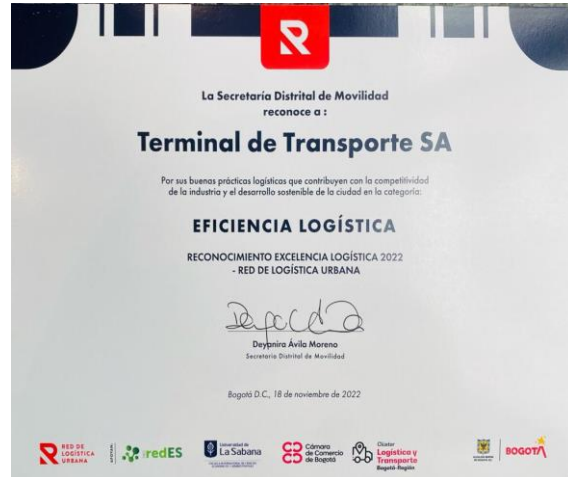 La Secretaría Distrital de Movilidad
reconoce a :
Terminal de Transporte SA
Por sus buenas prácticas logísticas que contribuyen con la competitividad
de la industria y el desarrollo sostenible de la ciudad en la categoría:
EFICIENCIA LOGÍSTICA
RECONOCIMIENTO EXCELENCIA LOGÍSTICA 2022
- RED DE LOGÍSTICA URBANA
Deyanira Ávila Moreno
Secretaria Distrital de Movilidad
Bogotá D.C., 18 de noviembre de 2022
RED DE
LOGÍSTICA
URBANA
redES
Universidad de
La Sabana
Cámara
de Comercio
de Bogotá
Clúster
Logística y
Transporte
Bogotá-Región
BOGOTÁ